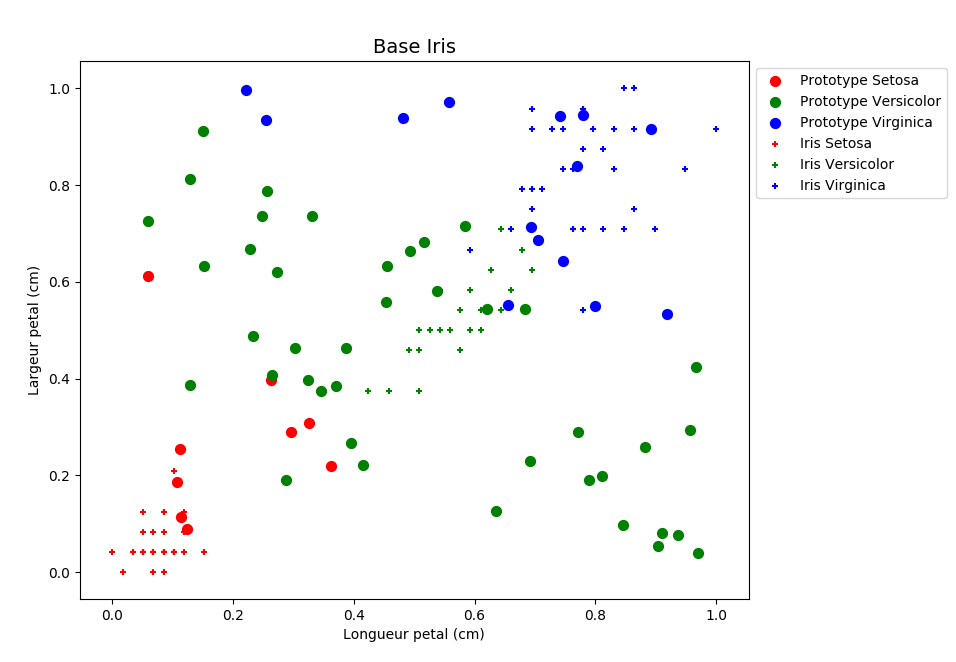 Base Iris
Prototype Setosa
Prototype Versicolor
Prototype Virginica
Iris Setosa
Iris Versicolor
Iris Virginica
Largeur petal (cm)
1.0
0.8
0.6
0.4
0.2
0.0
0.0 0.2 0.4 0.6 0.8 1.0
Longueur petal (cm)